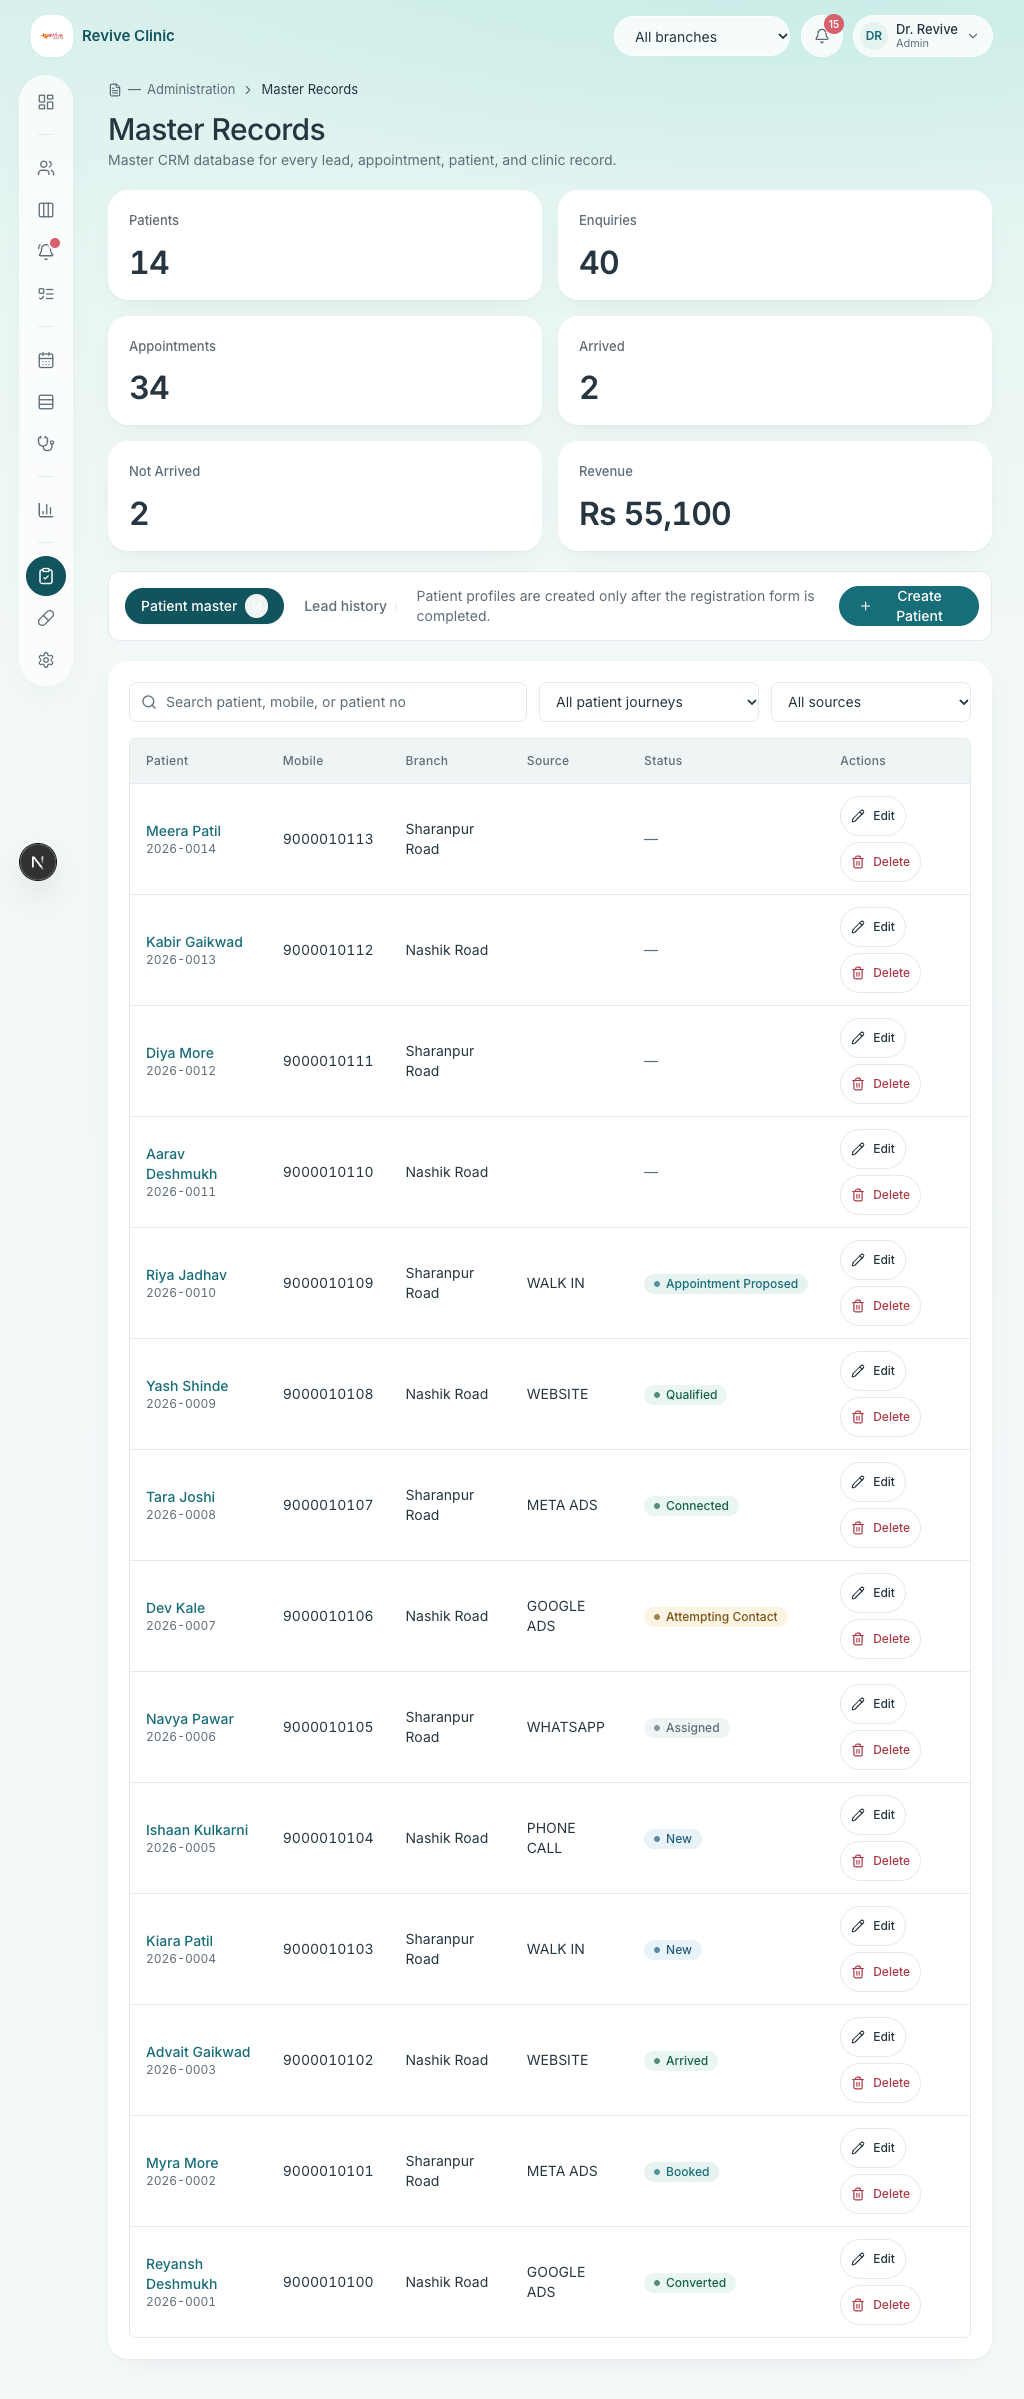 Revive Clinic
All branches
15
DR
Dr. Revive
Admin
— Administration > Master Records
Master Records
Master CRM database for every lead, appointment, patient, and clinic record.
Patients
14
Enquiries
40
Appointments
34
Arrived
2
Not Arrived
2
Revenue
Rs 55,100
Patient master
Lead history
Patient profiles are created only after the registration form is
completed.
Create
Patient
Search patient, mobile, or patient no
All patient journeys
All sources
Patient Mobile Branch Source Status Actions
Meera Patil
2026-0014
9000010113
Sharanpur
Road
—
Edit
Delete
Kabir Gaikwad
2026-0013
9000010112
Nashik Road
—
Edit
Delete
Diya More
2026-0012
9000010111
Sharanpur
Road
—
Edit
Delete
Aarav
Deshmukh
2026-0011
9000010110
Nashik Road
—
Edit
Delete
Riya Jadhav
2026-0010
9000010109
Sharanpur
Road
WALK IN
Appointment Proposed
Edit
Delete
Yash Shinde
2026-0009
9000010108
Nashik Road
WEBSITE
Qualified
Edit
Delete
Tara Joshi
2026-0008
9000010107
Sharanpur
Road
META ADS
Connected
Edit
Delete
Dev Kale
2026-0007
9000010106
Nashik Road
GOOGLE
ADS
Attempting Contact
Edit
Delete
N
Navya Pawar
2026-0006
9000010105
Sharanpur
Road
WHATSAPP
Assigned
Edit
Delete
Ishaan Kulkarni
2026-0005
9000010104
Nashik Road
PHONE
CALL
New
Edit
Delete
Kiara Patil
2026-0004
9000010103
Sharanpur
Road
WALK IN
New
Edit
Delete
Advait Gaikwad
2026-0003
9000010102
Nashik Road
WEBSITE
Arrived
Edit
Delete
Myra More
2026-0002
9000010101
Sharanpur
Road
META ADS
Booked
Edit
Delete
Reyansh
Deshmukh
2026-0001
9000010100
Nashik Road
GOOGLE
ADS
Converted
Edit
Delete